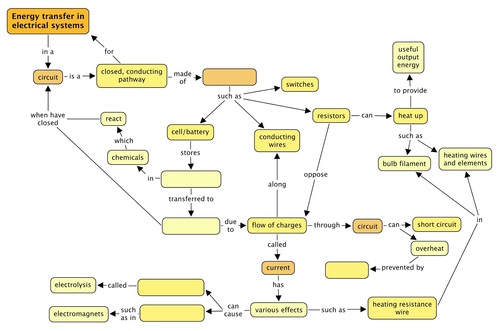 Energy transfer in
electrical systems
in a
for
circuit
is a
closed, conducting
pathway
made
of
such as
switches
useful
output
energy
to provide
when have
closed
react
which
chemicals
in
cell/battery
stores
conducting
wires
resistors
can
heat up
such as
bulb filament
heating wires
and elements
transferred to
along
oppose
due
to
flow of charges
through
circuit
can
short circuit
overheat
prevented by
in
called
current
has
electrolysis
called
electromagnets
such
as in
can
cause
various effects
such as
heating resistance
wire